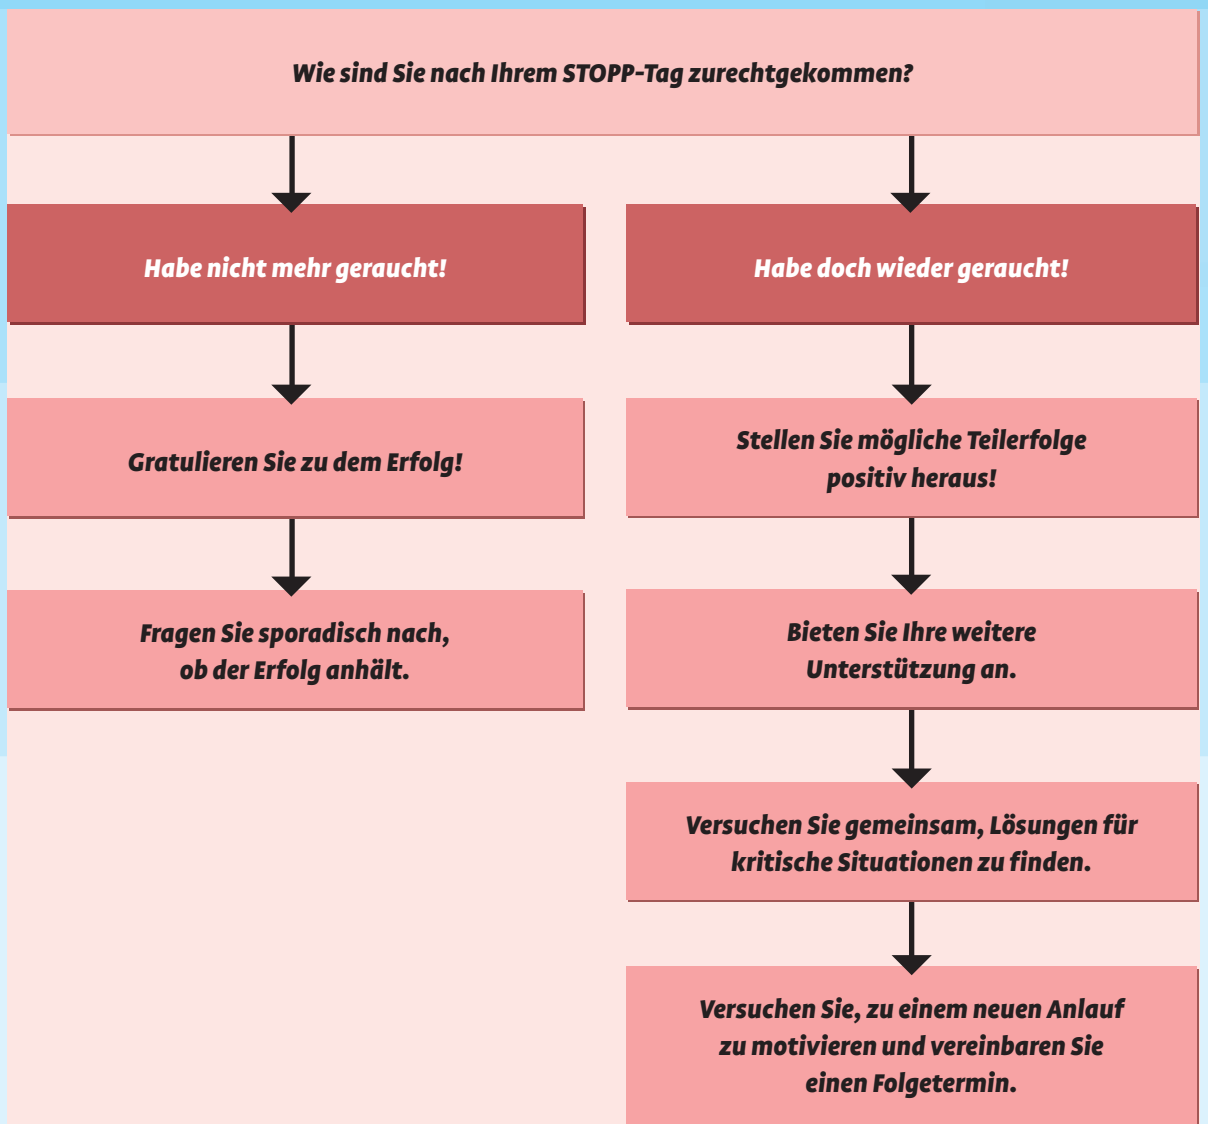 Wie sind Sie nach Ihrem STOPP-Tag zurechtgekommen?
Habe nicht mehr geraucht!
Gratulieren Sie zu dem Erfolg!
Fragen Sie sporadisch nach,
ob der Erfolg anhält.
Habe doch wieder geraucht!
Stellen Sie mögliche Teilerfolge
positiv heraus!
Bieten Sie Ihre weitere
Unterstützung an.
Versuchen Sie gemeinsam, Lösungen für
kritische Situationen zu finden.
Versuchen Sie, zu einem neuen Anlauf
zu motivieren und vereinbaren Sie
einen Folgetermin.